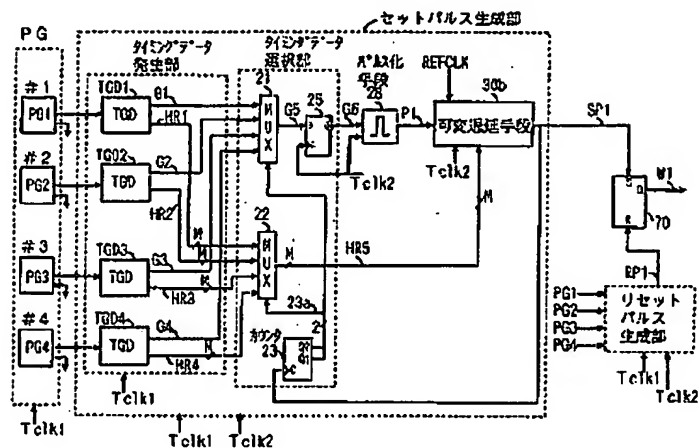 セットパルス生成部
PG
タイミングデータ
発生部
タイミングデータ
選択部
パルス化
手段
REFCLK
#1
PG1
TGD1
TGD
G1
HR1
21
MUX
G5
25
G6
26
P1
30b
可変遅延手段
SP1
#2
PG2
TGD2
TGD
G2
HR2
Tclk2
Tclk2
M
S
Q
R
W1
70
22
MUX
M
HR5
#3
PG3
TGD3
TGD
G3
M
M
M
HR3
23a
RP1
#4
PG4
TGD4
TGD
G4
M
HR4
カウンタ
23
2
PG1
PG2
PG3
PG4
リセット
パルス
生成部
Tclk1
Tclk1
Tclk1
Tclk2
Tclk1
Tclk2